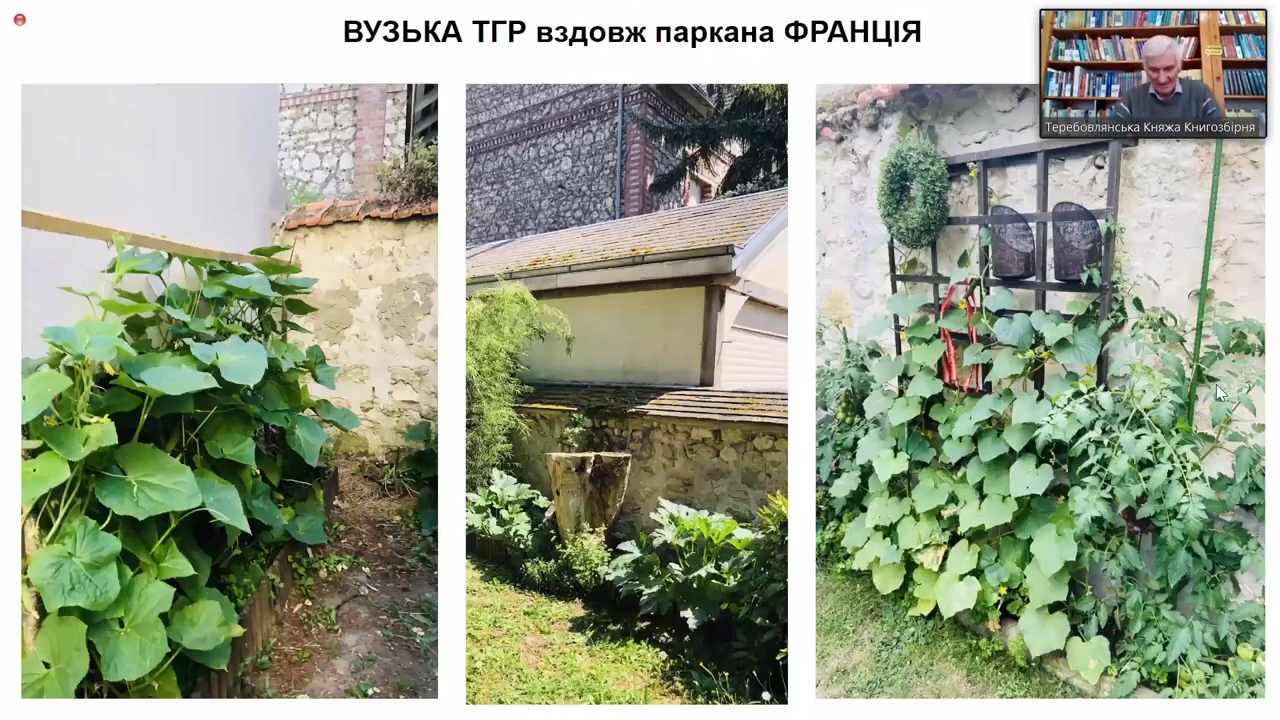 ВУЗЬКА ТГР вздовж паркана ФРАНЦІЯ
Теребовлянська Княжа Книгозбірня